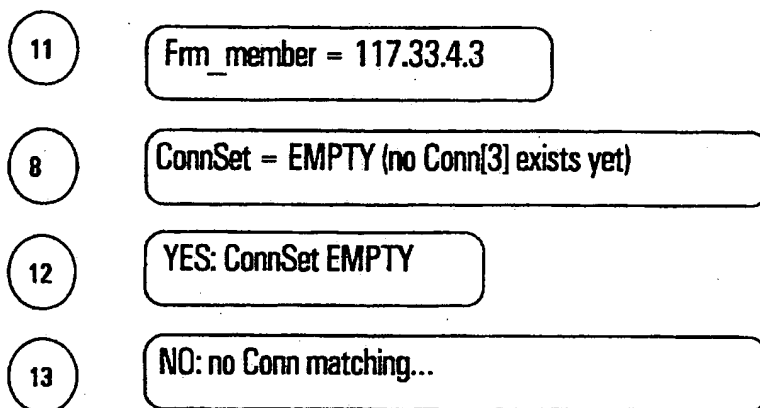 11 Frm_member = 117.33.4.3
8 ConnSet = EMPTY (no Conn[3] exists yet)
12 YES: ConnSet EMPTY
13 NO: no Conn matching...